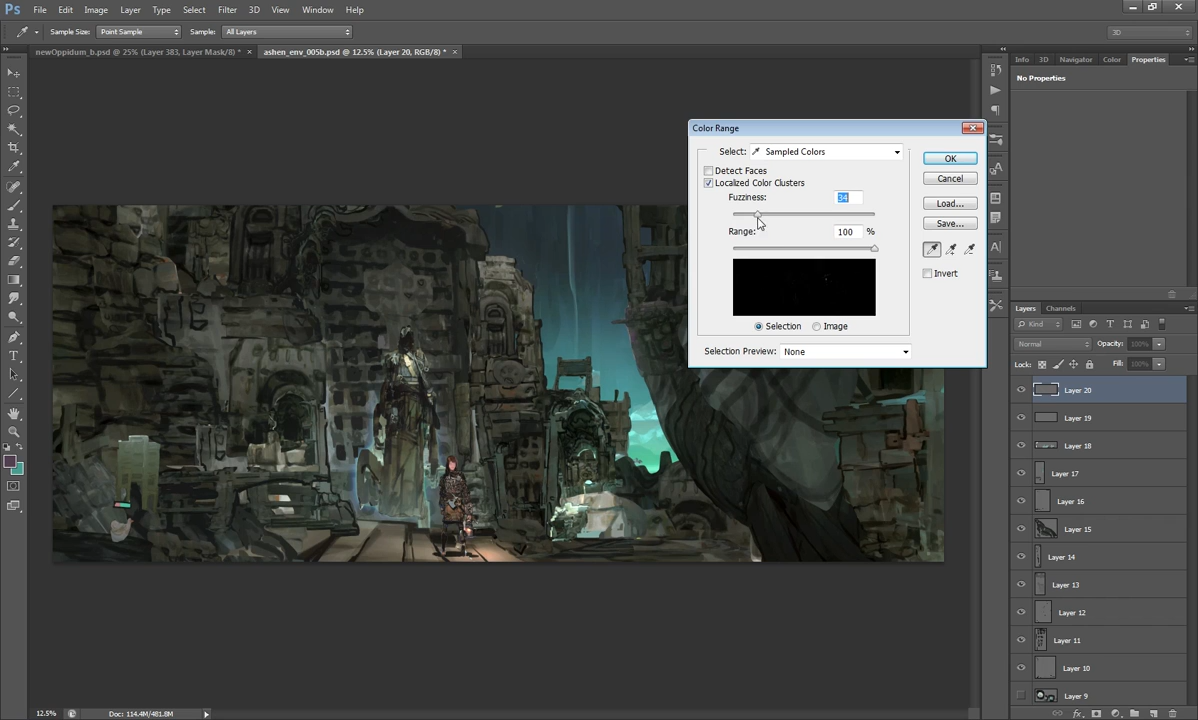 Ps File Edit Image Layer Type Select Filter 3D View Window Help
Sample Size: Point Sample Sample: All Layers 3D
newOppidum_b.psd @ 25% (Layer 383, Layer Mask/8) * × ashen_env_005b.psd @ 12.5% (Layer 20, RGB/8) * ×
Info 3D Navigator Color Properties
No Properties
Color Range
Select: Sampled Colors
Detect Faces
Localized Color Clusters
Fuzziness: 34
Range: 100 %
Selection Image
Selection Preview: None
OK
Cancel
Load...
Save...
Invert
Layers Channels
Kind
Normal Opacity: 100%
Lock: Fill: 100%
Layer 20
Layer 19
Layer 18
Layer 17
Layer 16
Layer 15
Layer 14
Layer 13
Layer 12
Layer 11
Layer 10
Layer 9
12.5% Doc: 114.4M/481.8M